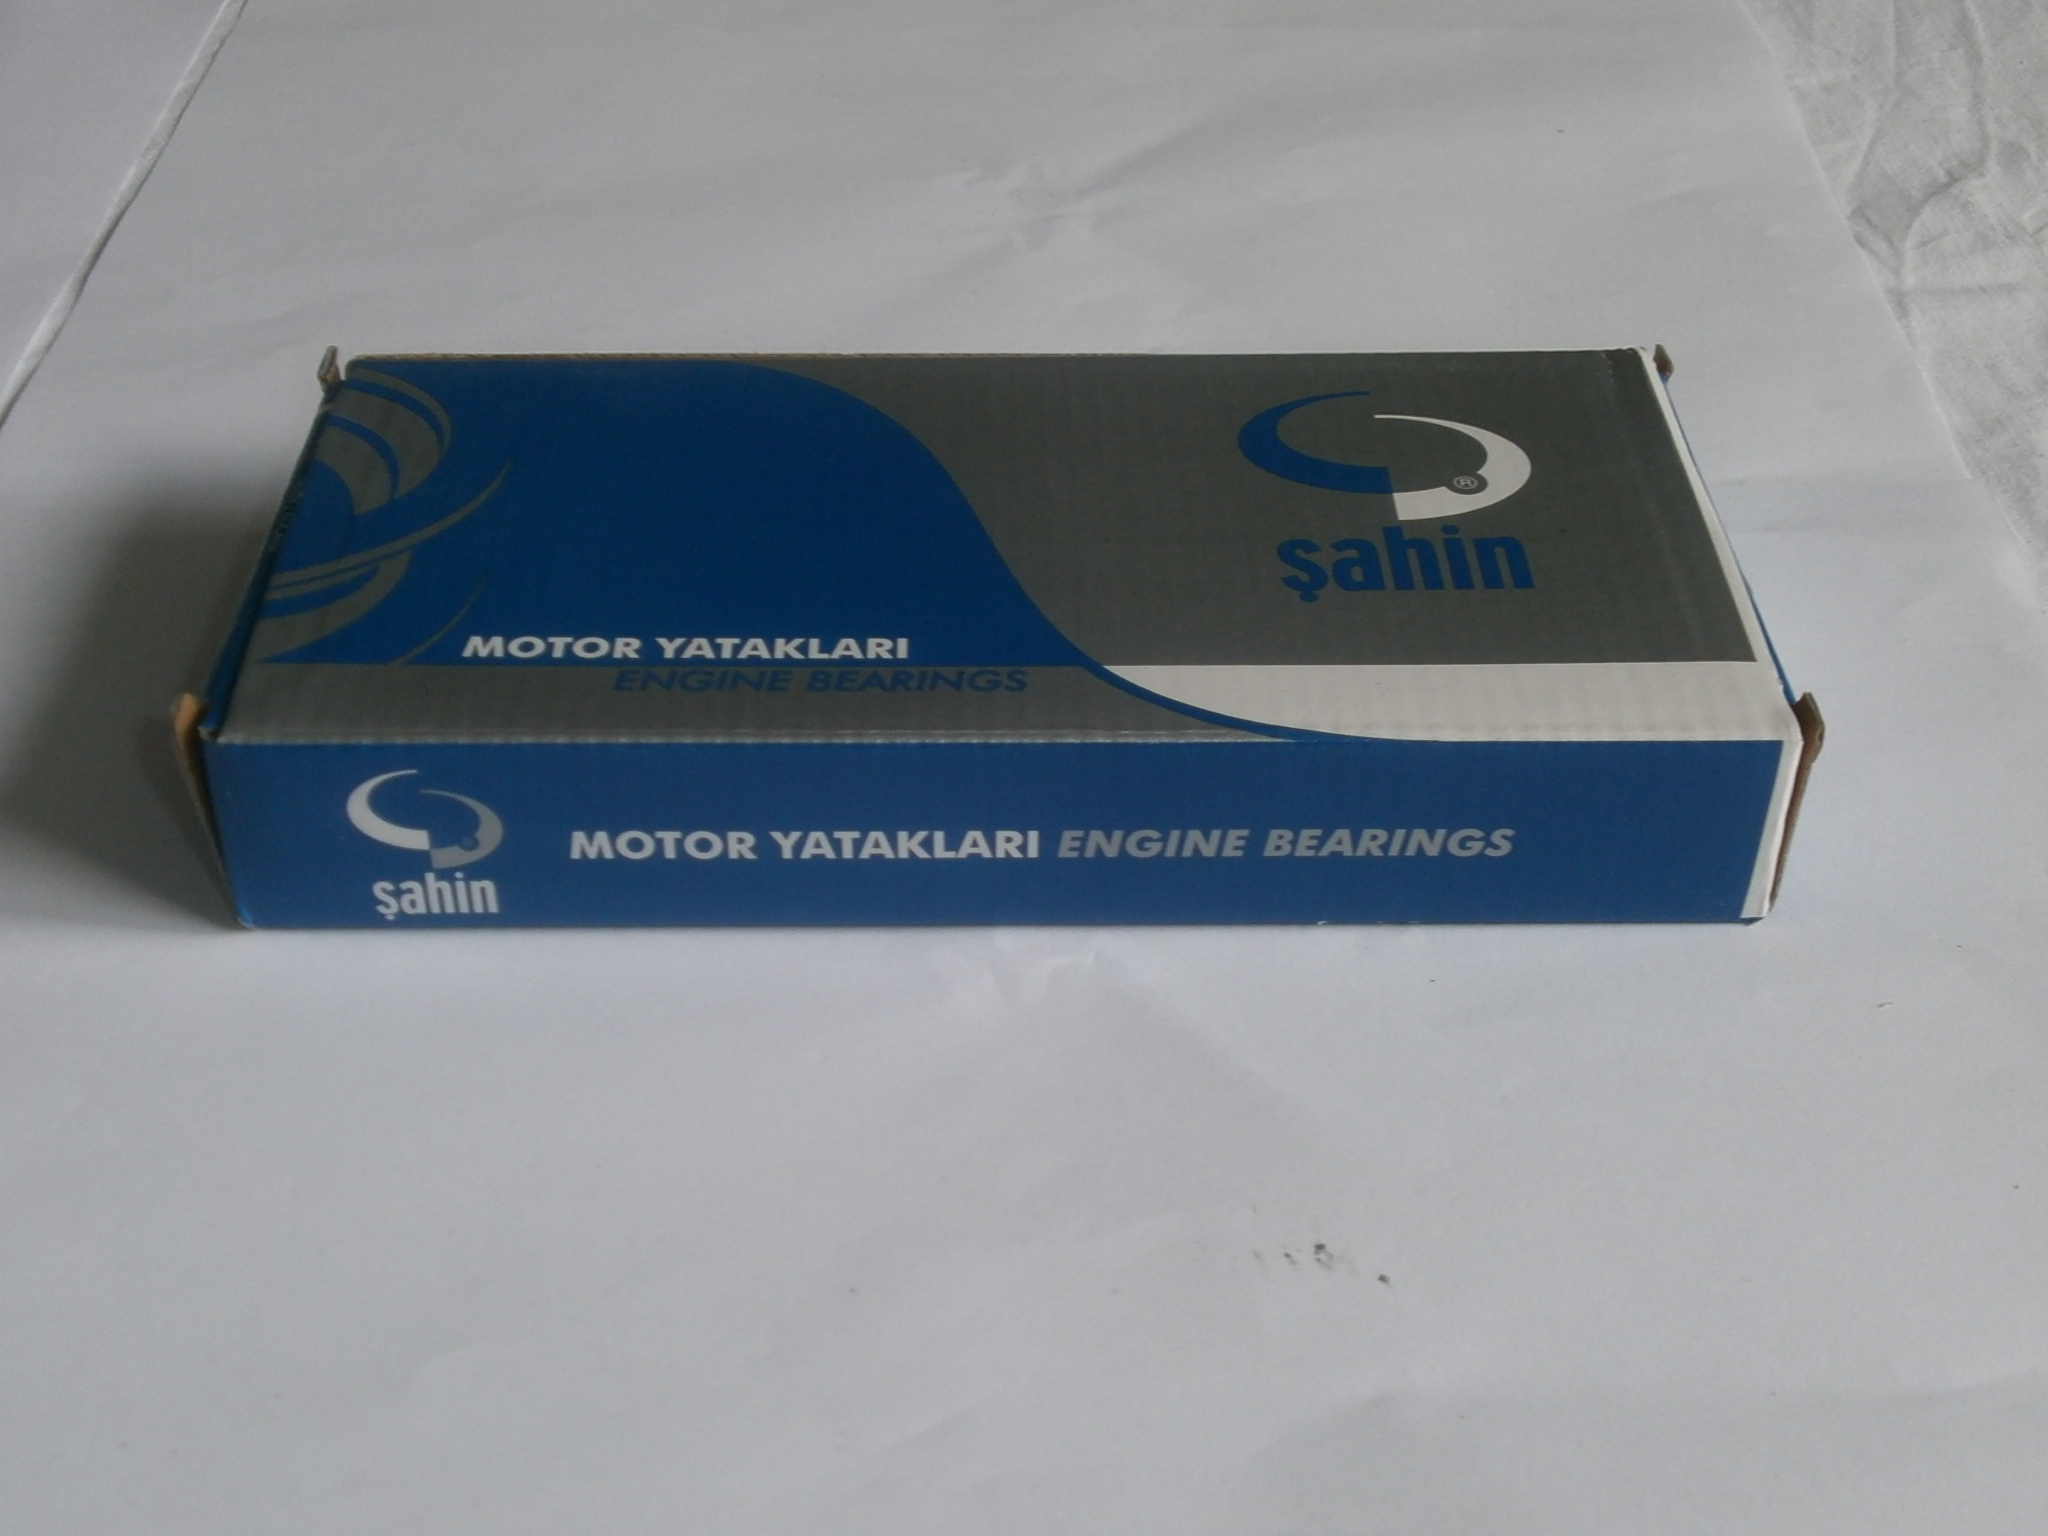 ®
şahin
MOTOR YATAKLARI
ENGINE BEARINGS
şahin
MOTOR YATAKLARI ENGINE BEARINGS